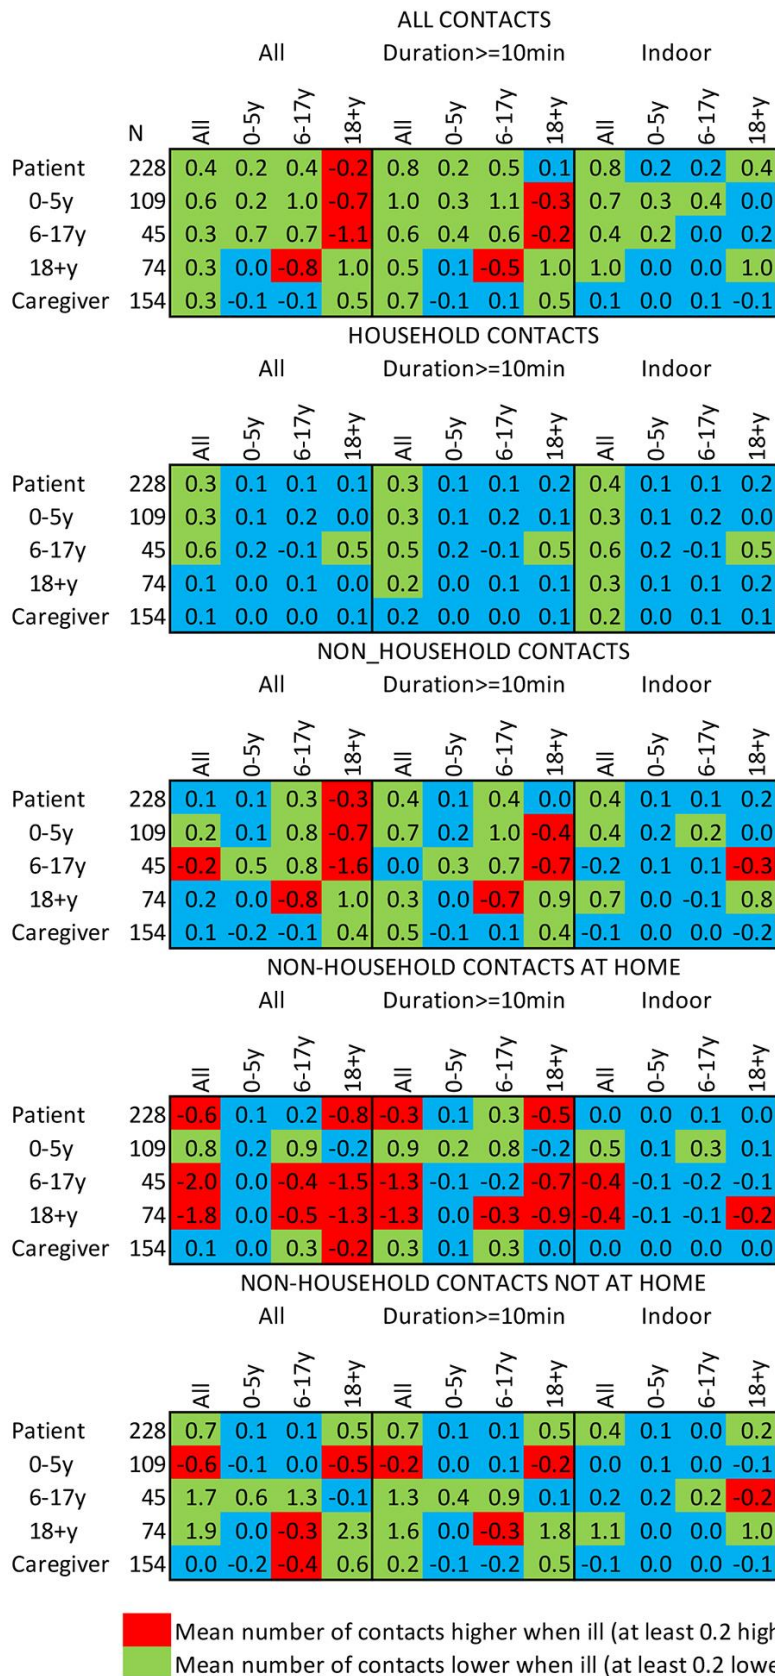 ALL CONTACTS
All Duration>=10min Indoor
N All 0-5y 6-17y 18+y All 0-5y 6-17y 18+y All 0-5y 6-17y 18+y
Patient 228 0.4 0.2 0.4 -0.2 0.8 0.2 0.5 0.1 0.8 0.2 0.2 0.4
0-5y 109 0.6 0.2 1.0 -0.7 1.0 0.3 1.1 -0.3 0.7 0.3 0.4 0.0
6-17y 45 0.3 0.7 0.7 -1.1 0.6 0.4 0.6 -0.2 0.4 0.2 0.0 0.2
18+y 74 0.3 0.0 -0.8 1.0 0.5 0.1 -0.5 1.0 1.0 0.0 0.0 1.0
Caregiver 154 0.3 -0.1 -0.1 0.5 0.7 -0.1 0.1 0.5 0.1 0.0 0.1 -0.1
HOUSEHOLD CONTACTS
All Duration>=10min Indoor
All 0-5y 6-17y 18+y All 0-5y 6-17y 18+y All 0-5y 6-17y 18+y
Patient 228 0.3 0.1 0.1 0.1 0.3 0.1 0.1 0.2 0.4 0.1 0.1 0.2
0-5y 109 0.3 0.1 0.2 0.0 0.3 0.1 0.2 0.1 0.3 0.1 0.2 0.0
6-17y 45 0.6 0.2 -0.1 0.5 0.5 0.2 -0.1 0.5 0.6 0.2 -0.1 0.5
18+y 74 0.1 0.0 0.1 0.0 0.2 0.0 0.1 0.1 0.3 0.1 0.1 0.2
Caregiver 154 0.1 0.0 0.0 0.1 0.2 0.0 0.0 0.1 0.2 0.0 0.1 0.1
NON_HOUSEHOLD CONTACTS
All Duration>=10min Indoor
All 0-5y 6-17y 18+y All 0-5y 6-17y 18+y All 0-5y 6-17y 18+y
Patient 228 0.1 0.1 0.3 -0.3 0.4 0.1 0.4 0.0 0.4 0.1 0.1 0.2
0-5y 109 0.2 0.1 0.8 -0.7 0.7 0.2 1.0 -0.4 0.4 0.2 0.2 0.0
6-17y 45 -0.2 0.5 0.8 -1.6 0.0 0.3 0.7 -0.7 -0.2 0.1 0.1 -0.3
18+y 74 0.2 0.0 -0.8 1.0 0.3 0.0 -0.7 0.9 0.7 0.0 -0.1 0.8
Caregiver 154 0.1 -0.2 -0.1 0.4 0.5 -0.1 0.1 0.4 -0.1 0.0 0.0 -0.2
NON-HOUSEHOLD CONTACTS AT HOME
All Duration>=10min Indoor
All 0-5y 6-17y 18+y All 0-5y 6-17y 18+y All 0-5y 6-17y 18+y
Patient 228 -0.6 0.1 0.2 -0.8 -0.3 0.1 0.3 -0.5 0.0 0.0 0.1 0.0
0-5y 109 0.8 0.2 0.9 -0.2 0.9 0.2 0.8 -0.2 0.5 0.1 0.3 0.1
6-17y 45 -2.0 0.0 -0.4 -1.5 -1.3 -0.1 -0.2 -0.7 -0.4 -0.1 -0.2 -0.1
18+y 74 -1.8 0.0 -0.5 -1.3 -1.3 0.0 -0.3 -0.9 -0.4 -0.1 -0.1 -0.2
Caregiver 154 0.1 0.0 0.3 -0.2 0.3 0.1 0.3 0.0 0.0 0.0 0.0 0.0
NON-HOUSEHOLD CONTACTS NOT AT HOME
All Duration>=10min Indoor
All 0-5y 6-17y 18+y All 0-5y 6-17y 18+y All 0-5y 6-17y 18+y
Patient 228 0.7 0.1 0.1 0.5 0.7 0.1 0.1 0.5 0.4 0.1 0.0 0.2
0-5y 109 -0.6 -0.1 0.0 -0.5 -0.2 0.0 0.1 -0.2 0.0 0.1 0.0 -0.1
6-17y 45 1.7 0.6 1.3 -0.1 1.3 0.4 0.9 0.1 0.2 0.2 0.2 -0.2
18+y 74 1.9 0.0 -0.3 2.3 1.6 0.0 -0.3 1.8 1.1 0.0 0.0 1.0
Caregiver 154 0.0 -0.2 -0.4 0.6 0.2 -0.1 -0.2 0.5 -0.1 0.0 0.0 -0.1
Mean number of contacts higher when ill (at least 0.2 high
Mean number of contacts lower when ill (at least 0.2 lowe